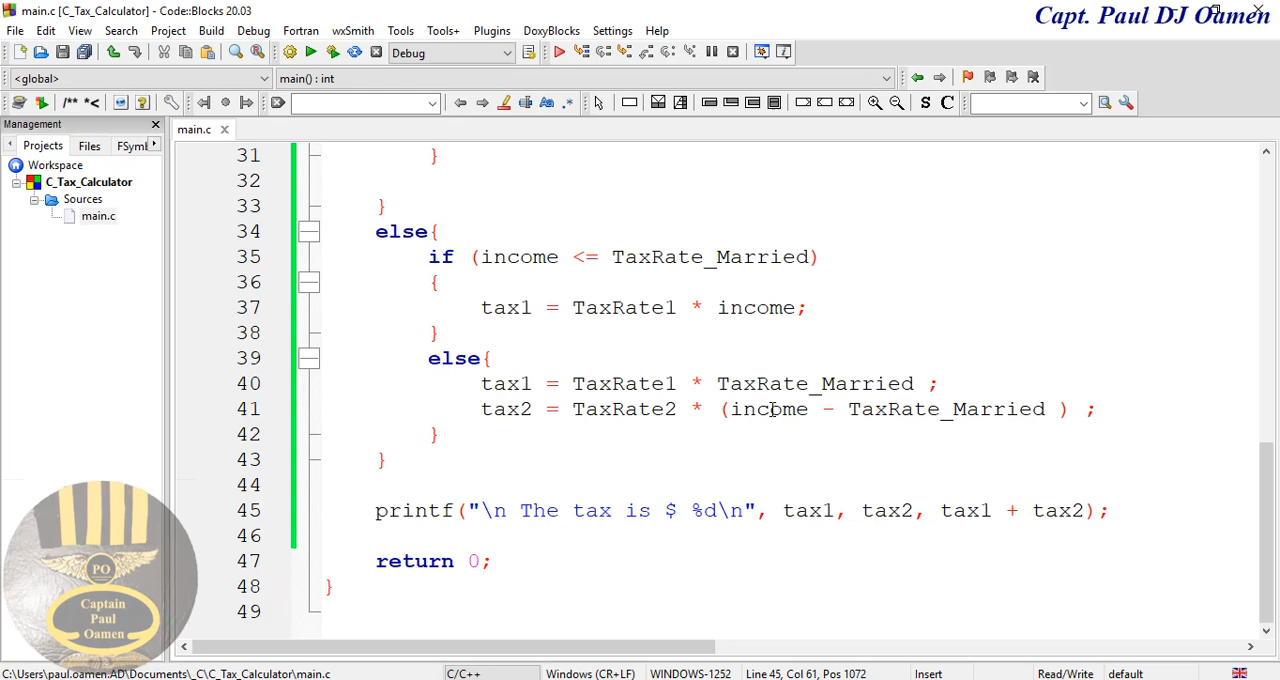 main.c [C_Tax_Calculator] - Code::Blocks 20.03
Capt. Paul DJ Oamen
File Edit View Search Project Build Debug Fortran wxSmith Tools Tools+ Plugins DoxyBlocks Settings Help
Debug
<global>
main() : int
/** *<
S C
Management
main.c
Projects Files FSymb
Workspace
C_Tax_Calculator
Sources
main.c
31 }
32
33 }
34 else{
35 if (income <= TaxRate_Married)
36 {
37 tax1 = TaxRate1 * income;
38 }
39 else{
40 tax1 = TaxRate1 * TaxRate_Married ;
41 tax2 = TaxRate2 * (income - TaxRate_Married ) ;
42 }
43 }
44
45 printf("\n The tax is $ %d\n", tax1, tax2, tax1 + tax2);
46
47 return 0;
48 }
49
PO
Captain
Paul
Oamen
C:\Users\paul.oamen.AD\Documents\_C\C_Tax_Calculator\main.c
C/C++
Windows (CR+LF)
WINDOWS-1252
Line 45, Col 61, Pos 1072
Insert
Read/Write
default